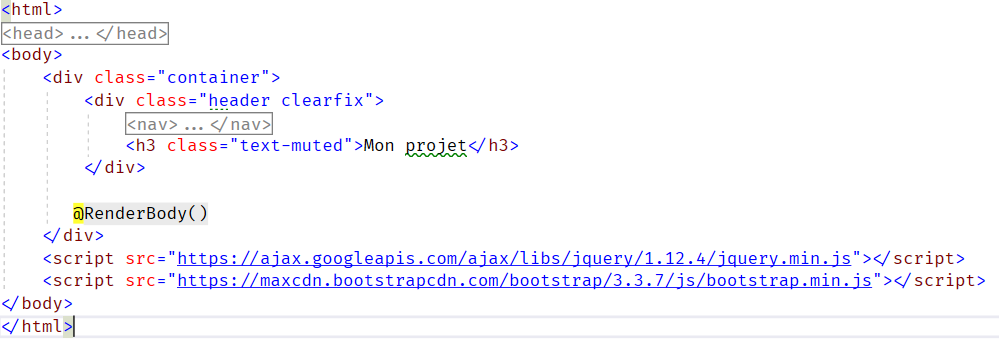 <html>
<head>...</head>
<body>
<div class="container">
<div class="header clearfix">
<nav>...</nav>
<h3 class="text-muted">Mon projet</h3>
</div>
@RenderBody()
</div>
<script src="https://ajax.googleapis.com/ajax/libs/jquery/1.12.4/jquery.min.js"></script>
<script src="https://maxcdn.bootstrapcdn.com/bootstrap/3.3.7/js/bootstrap.min.js"></script>
</body>
</html>